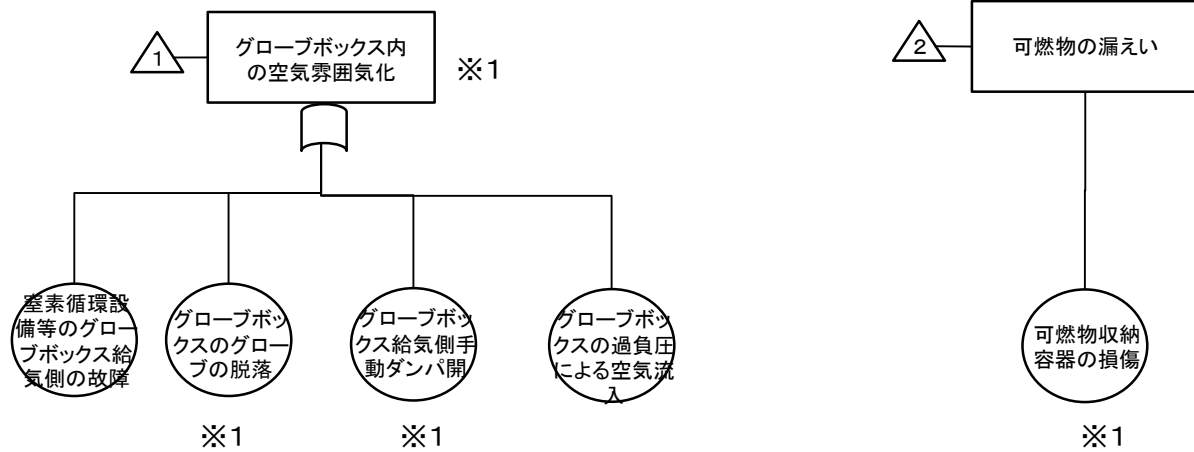 1
グローブボックス内
の空気雰囲気化
※1
2
可燃物の漏えい
窒素循環設
備等のグロー
ブボックス給
気側の故障
グローブボッ
クスのグロー
ブの脱落
※1
グローブボッ
クス給気側手
動ダンパ開
※1
グローブボッ
クスの過負圧
による空気流
入
可燃物収納
容器の損傷
※1